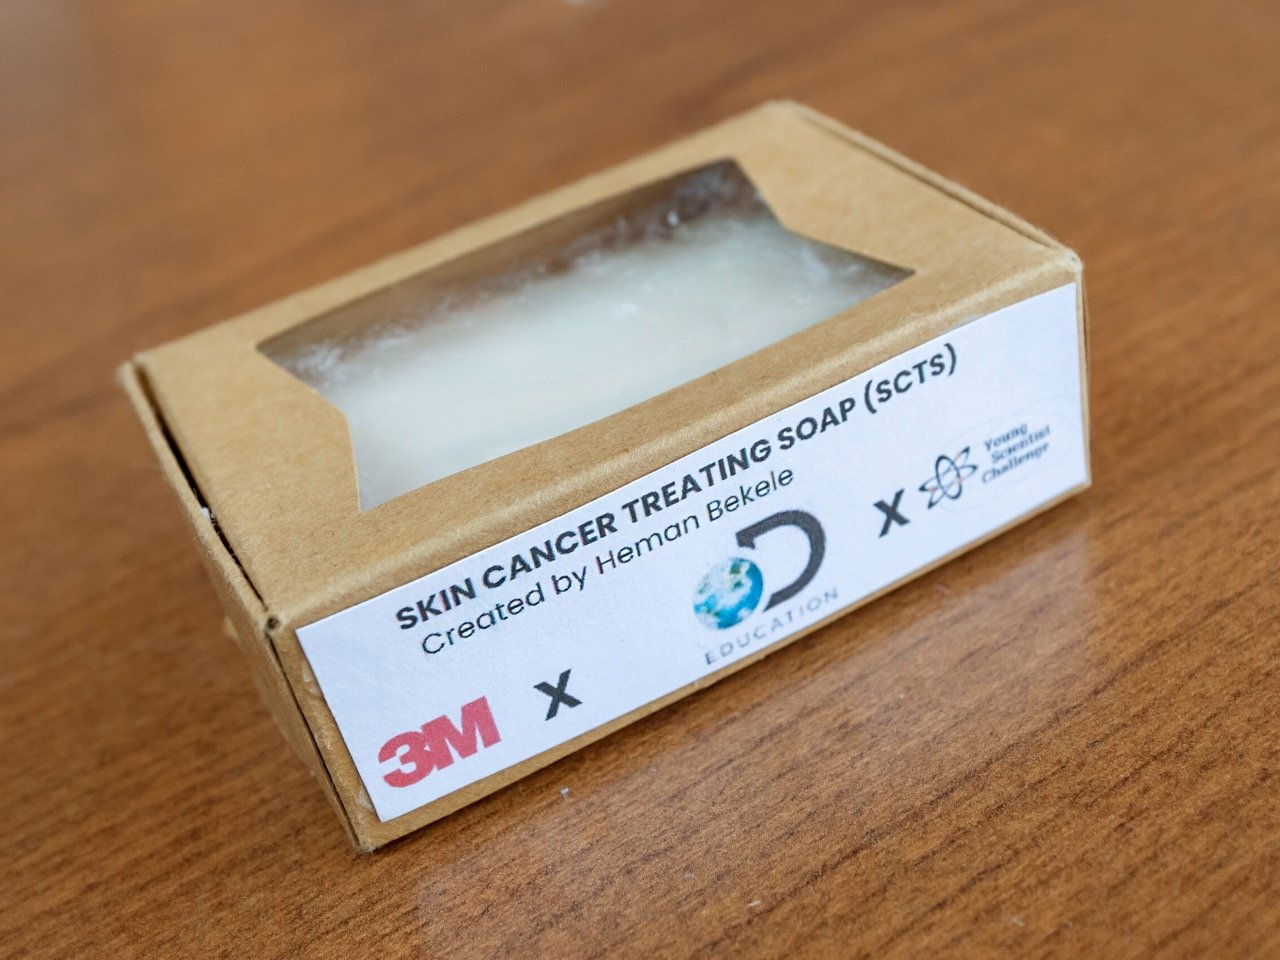 SKIN CANCER TREATING SOAP (SCTS)
Created by Heman Bekele
3M
X
D
EDUCATION
X
Young
Scientist
Challenge